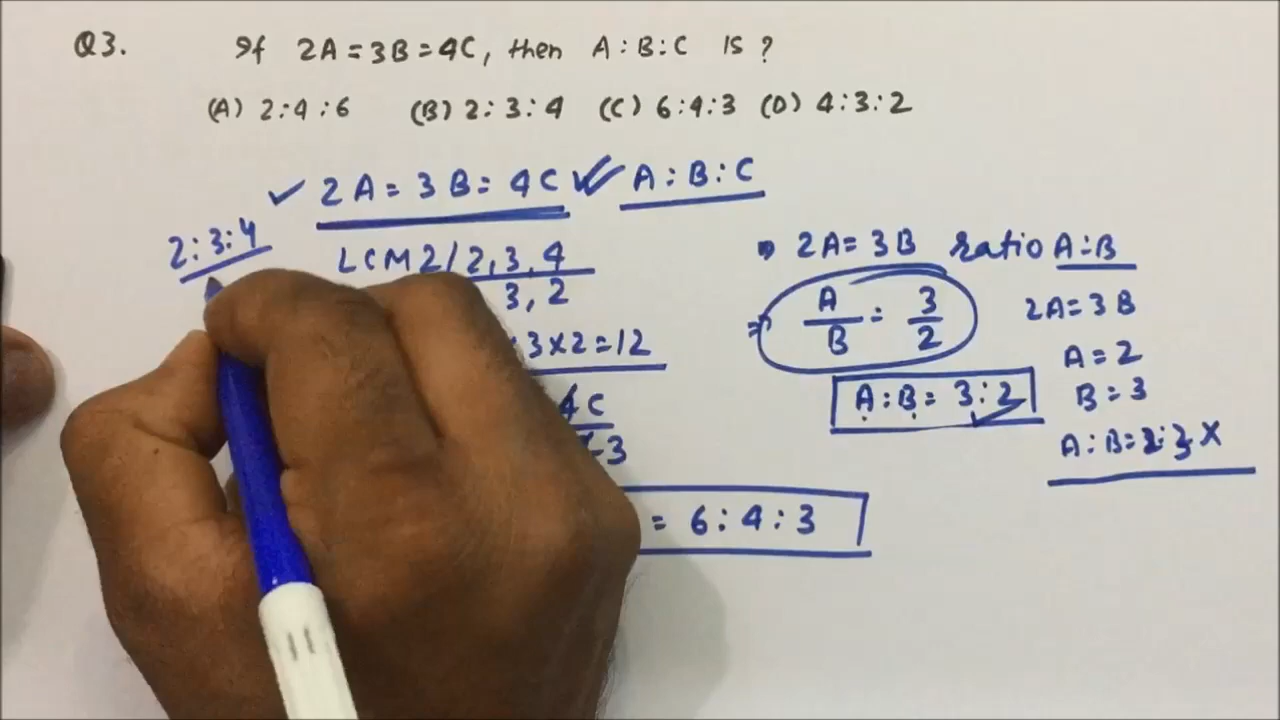 Q3. If 2A = 3B = 4C, then A : B : C is ?
(A) 2 : 4 : 6 (B) 2 : 3 : 4 (C) 6 : 4 : 3 (D) 4 : 3 : 2
✓ 2A = 3B = 4C ✓ A : B : C
2 : 3 : 4
LCM 2/2, 3, 4
3, 2
3 × 2 = 12
4C
3
= 6 : 4 : 3
2A = 3B ratio A : B
⇒ A/B = 3/2
A : B = 3 : 2 ✓
2A = 3B
A = 2
B = 3
A : B = 2 : 3 ×